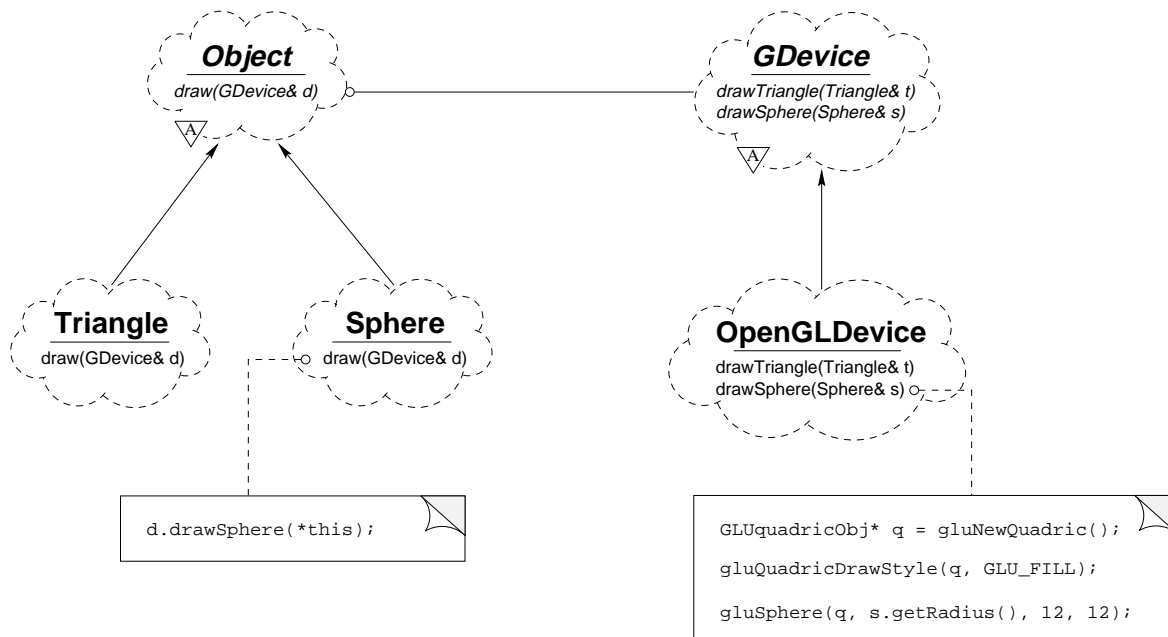 Object
draw(GDevice& d)
A
GDevice
drawTriangle(Triangle& t)
drawSphere(Sphere& s)
A
Triangle
draw(GDevice& d)
Sphere
draw(GDevice& d)
OpenGLDevice
drawTriangle(Triangle& t)
drawSphere(Sphere& s)
d.drawSphere(*this);
GLUquadricObj* q = gluNewQuadric();
gluQuadricDrawStyle(q, GLU_FILL);
gluSphere(q, s.getRadius(), 12, 12);